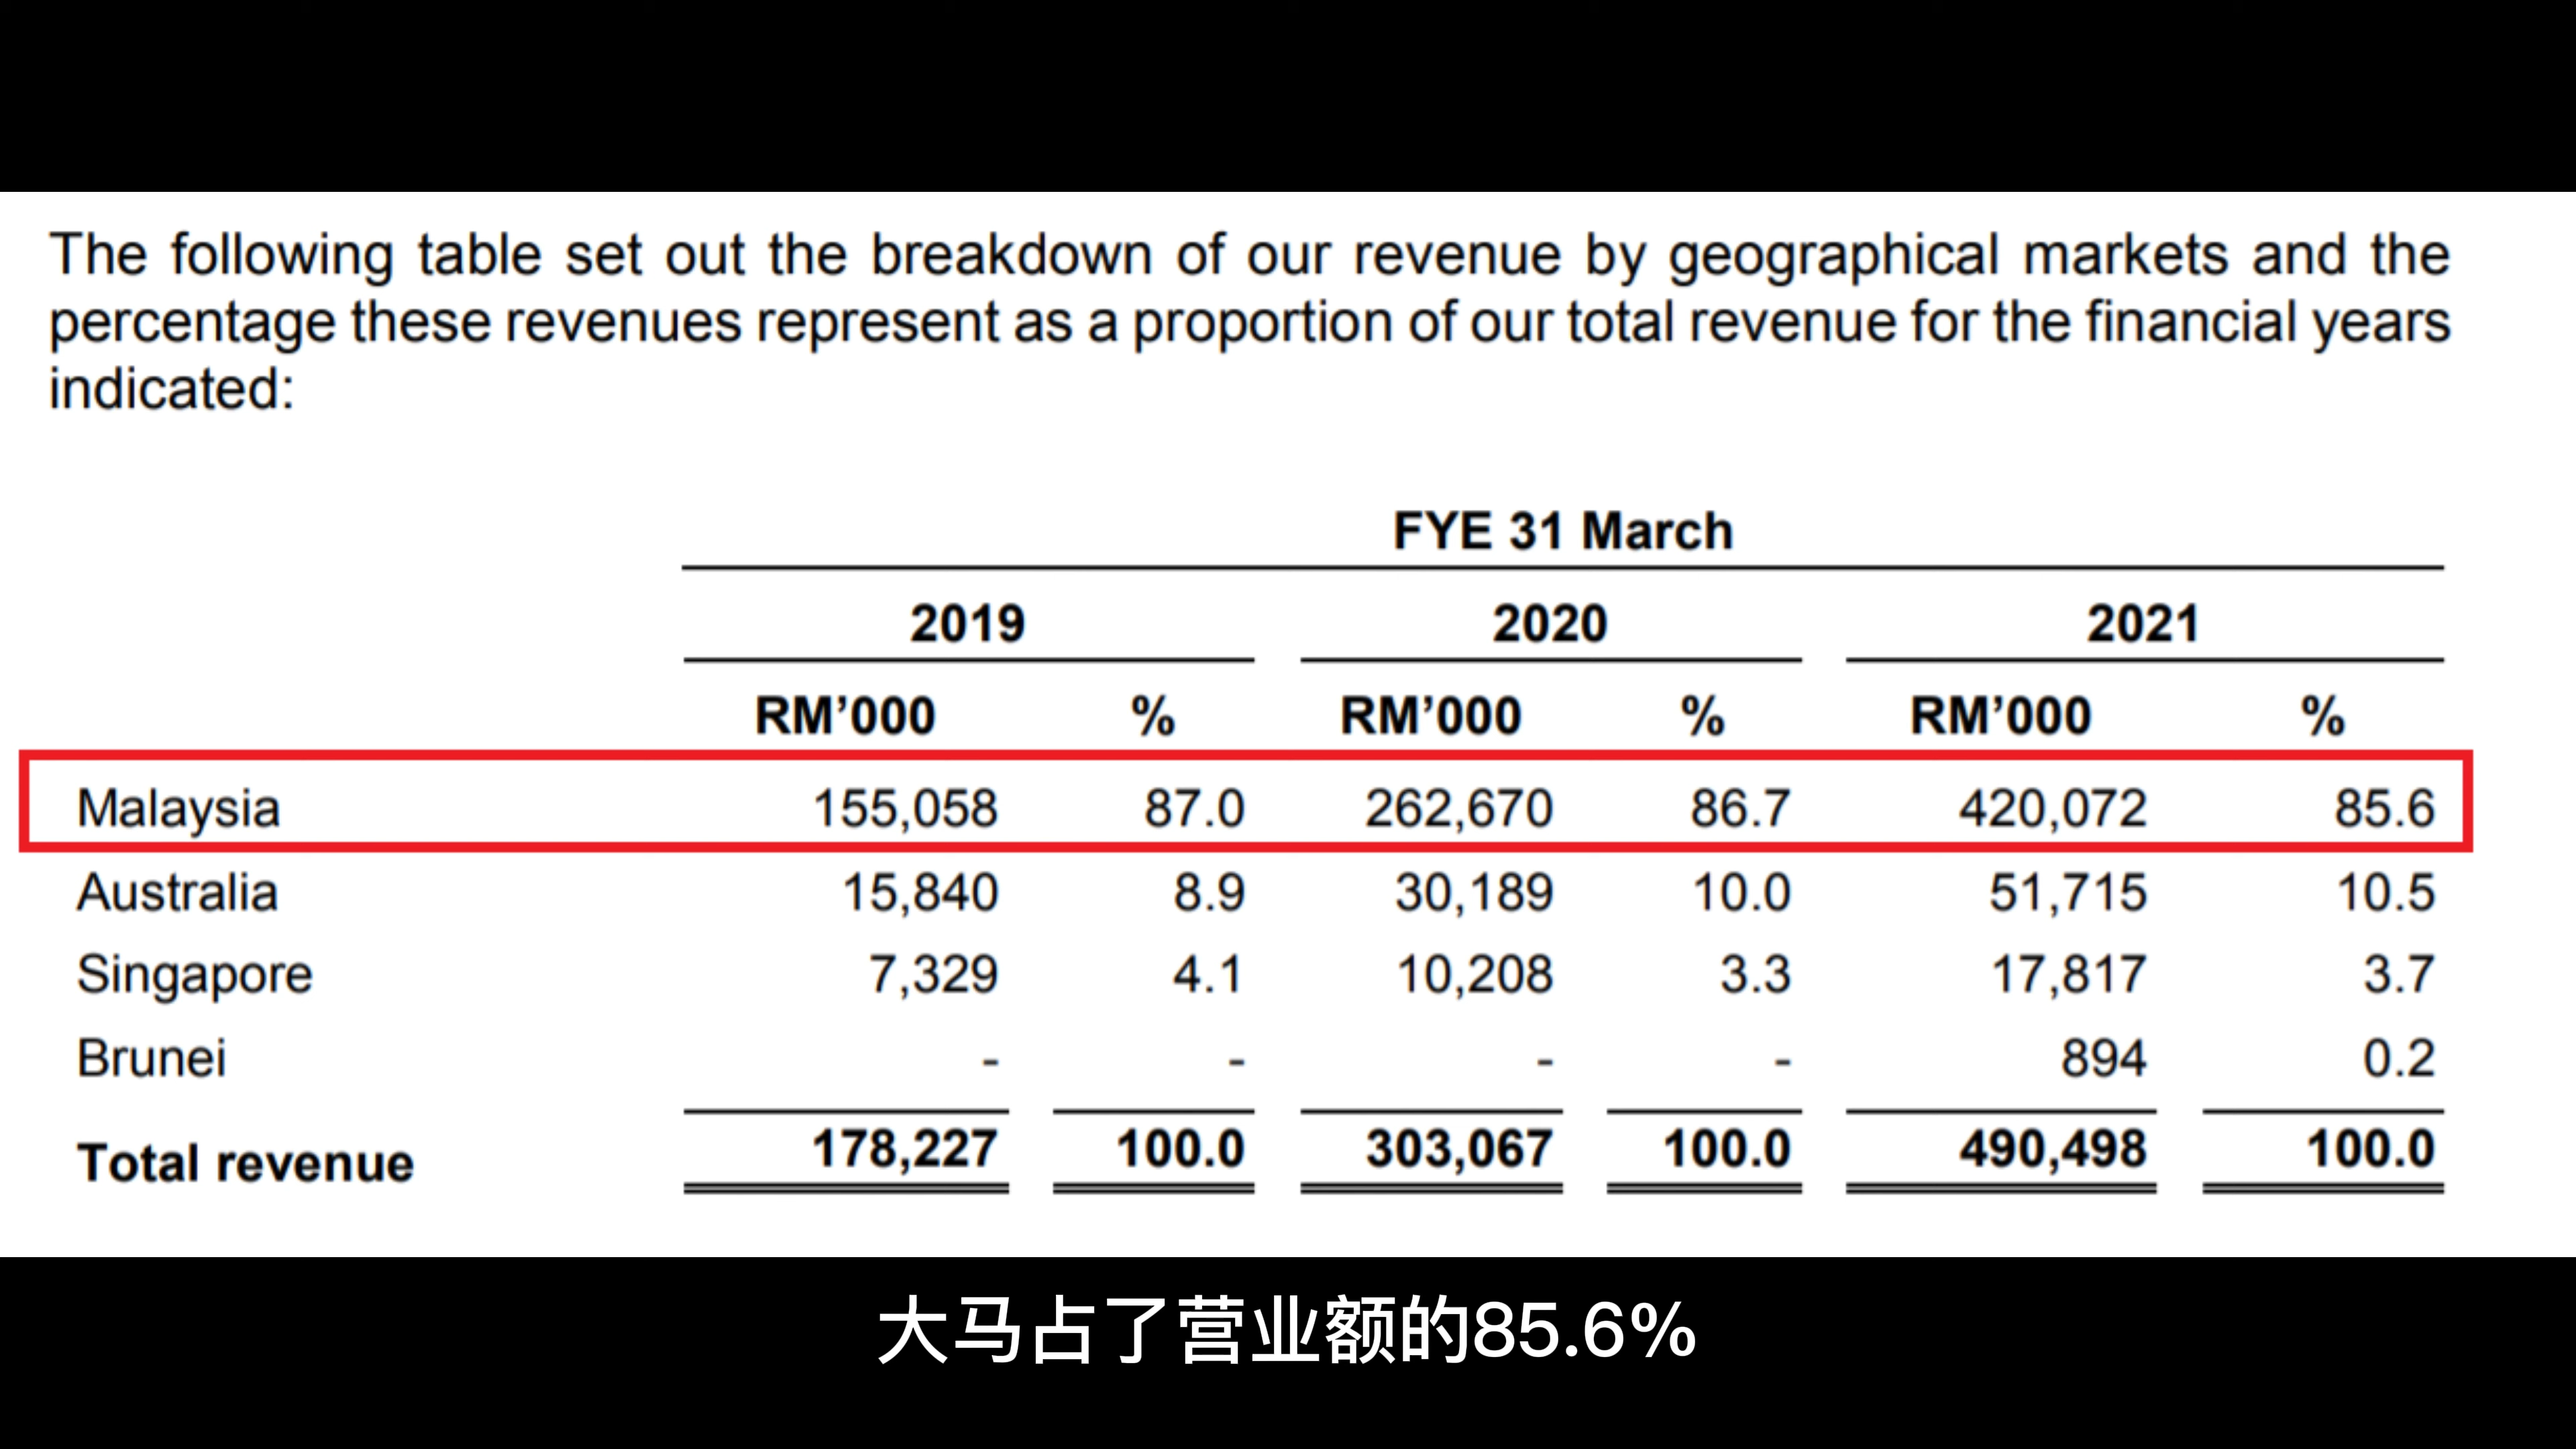 The following table set out the breakdown of our revenue by geographical markets and the
percentage these revenues represent as a proportion of our total revenue for the financial years
indicated:
FYE 31 March
2019 2020 2021
RM’000 % RM’000 % RM’000 %
Malaysia 155,058 87.0 262,670 86.7 420,072 85.6
Australia 15,840 8.9 30,189 10.0 51,715 10.5
Singapore 7,329 4.1 10,208 3.3 17,817 3.7
Brunei - - - - 894 0.2
Total revenue 178,227 100.0 303,067 100.0 490,498 100.0
大马占了营业额的85.6%